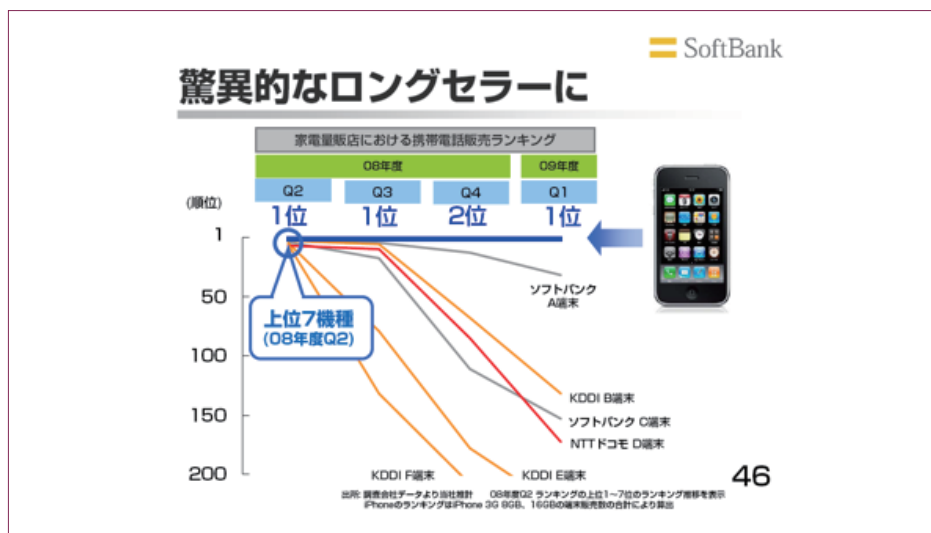 SoftBank
驚異的なロングセラーに
家電量販店における携帯電話販売ランキング
08年度 09年度
Q2 Q3 Q4 Q1
(順位)
1位 1位 2位 1位
1
50
100
150
200
上位7機種
(08年度Q2)
ソフトバンク
A端末
KDDI B端末
ソフトバンク C端末
NTTドコモ D端末
KDDI F端末 KDDI E端末
46
出所: 調査会社データより当社推計 08年度Q2 ランキングの上位1~7位のランキング推移を表示
iPhoneのランキングはiPhone 3G 8GB、16GBの端末販売数の合計により算出